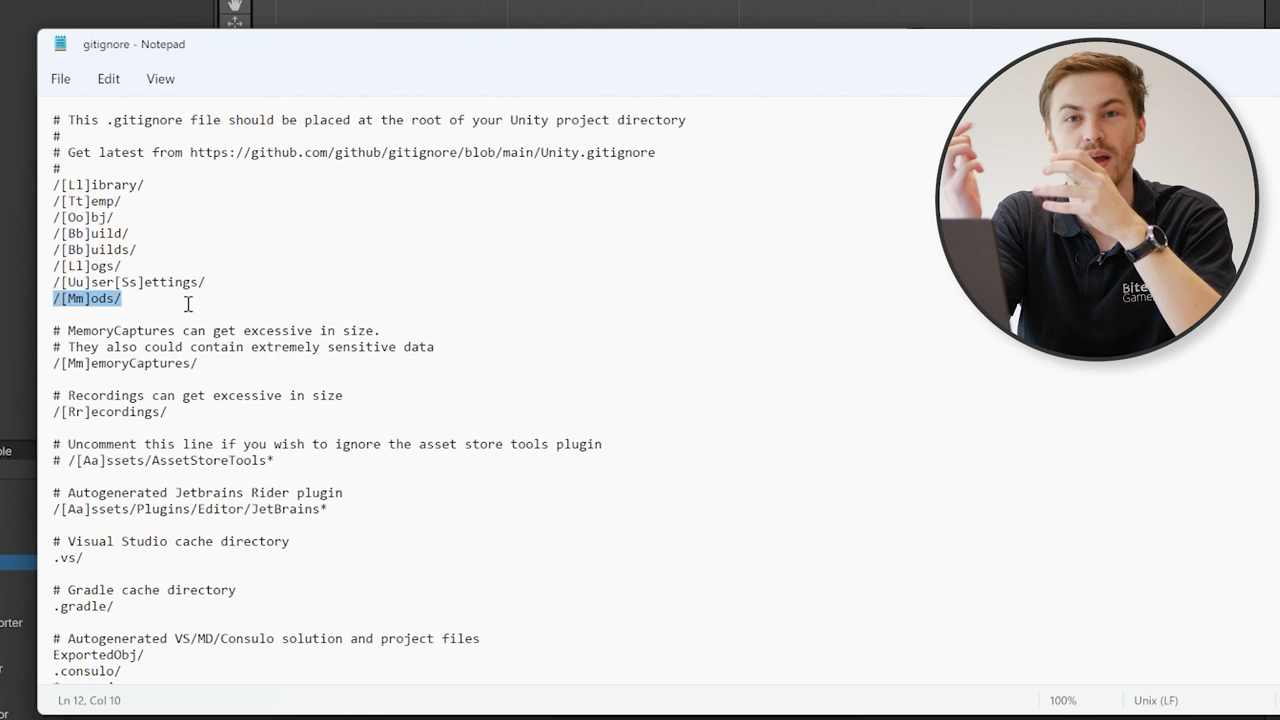 gitignore - Notepad
File Edit View
# This .gitignore file should be placed at the root of your Unity project directory
#
# Get latest from https://github.com/github/gitignore/blob/main/Unity.gitignore
#
/[Ll]ibrary/
/[Tt]emp/
/[Oo]bj/
/[Bb]uild/
/[Bb]uilds/
/[Ll]ogs/
/[Uu]ser[Ss]ettings/
/[Mm]ods/
# MemoryCaptures can get excessive in size.
# They also could contain extremely sensitive data
/[Mm]emoryCaptures/
# Recordings can get excessive in size
/[Rr]ecordings/
# Uncomment this line if you wish to ignore the asset store tools plugin
# /[Aa]ssets/AssetStoreTools*
# Autogenerated Jetbrains Rider plugin
/[Aa]ssets/Plugins/Editor/JetBrains*
# Visual Studio cache directory
.vs/
# Gradle cache directory
.gradle/
# Autogenerated VS/MD/Consulo solution and project files
ExportedObj/
.consulo/
Ln 12, Col 10
100%
Unix (LF)
Bite
Game